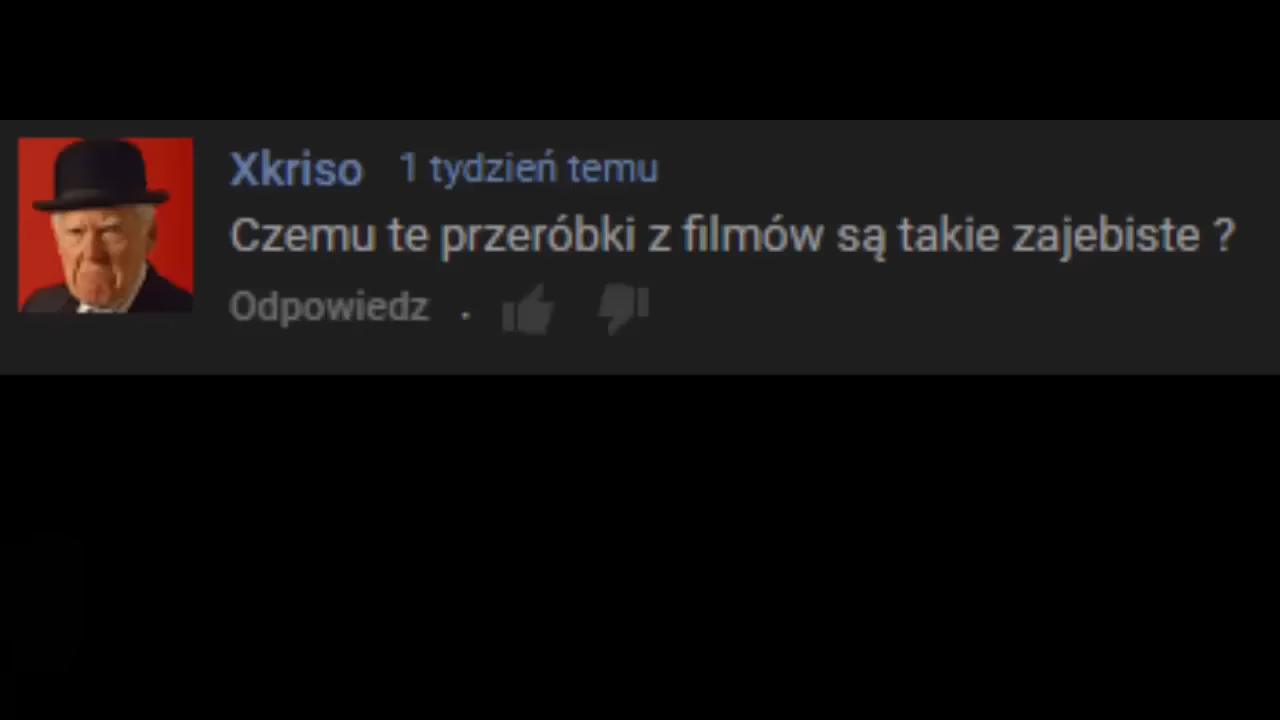 Xkriso 1 tydzień temu
Czemu te przeróbki z filmów są takie zajebiste ?
Odpowiedz .